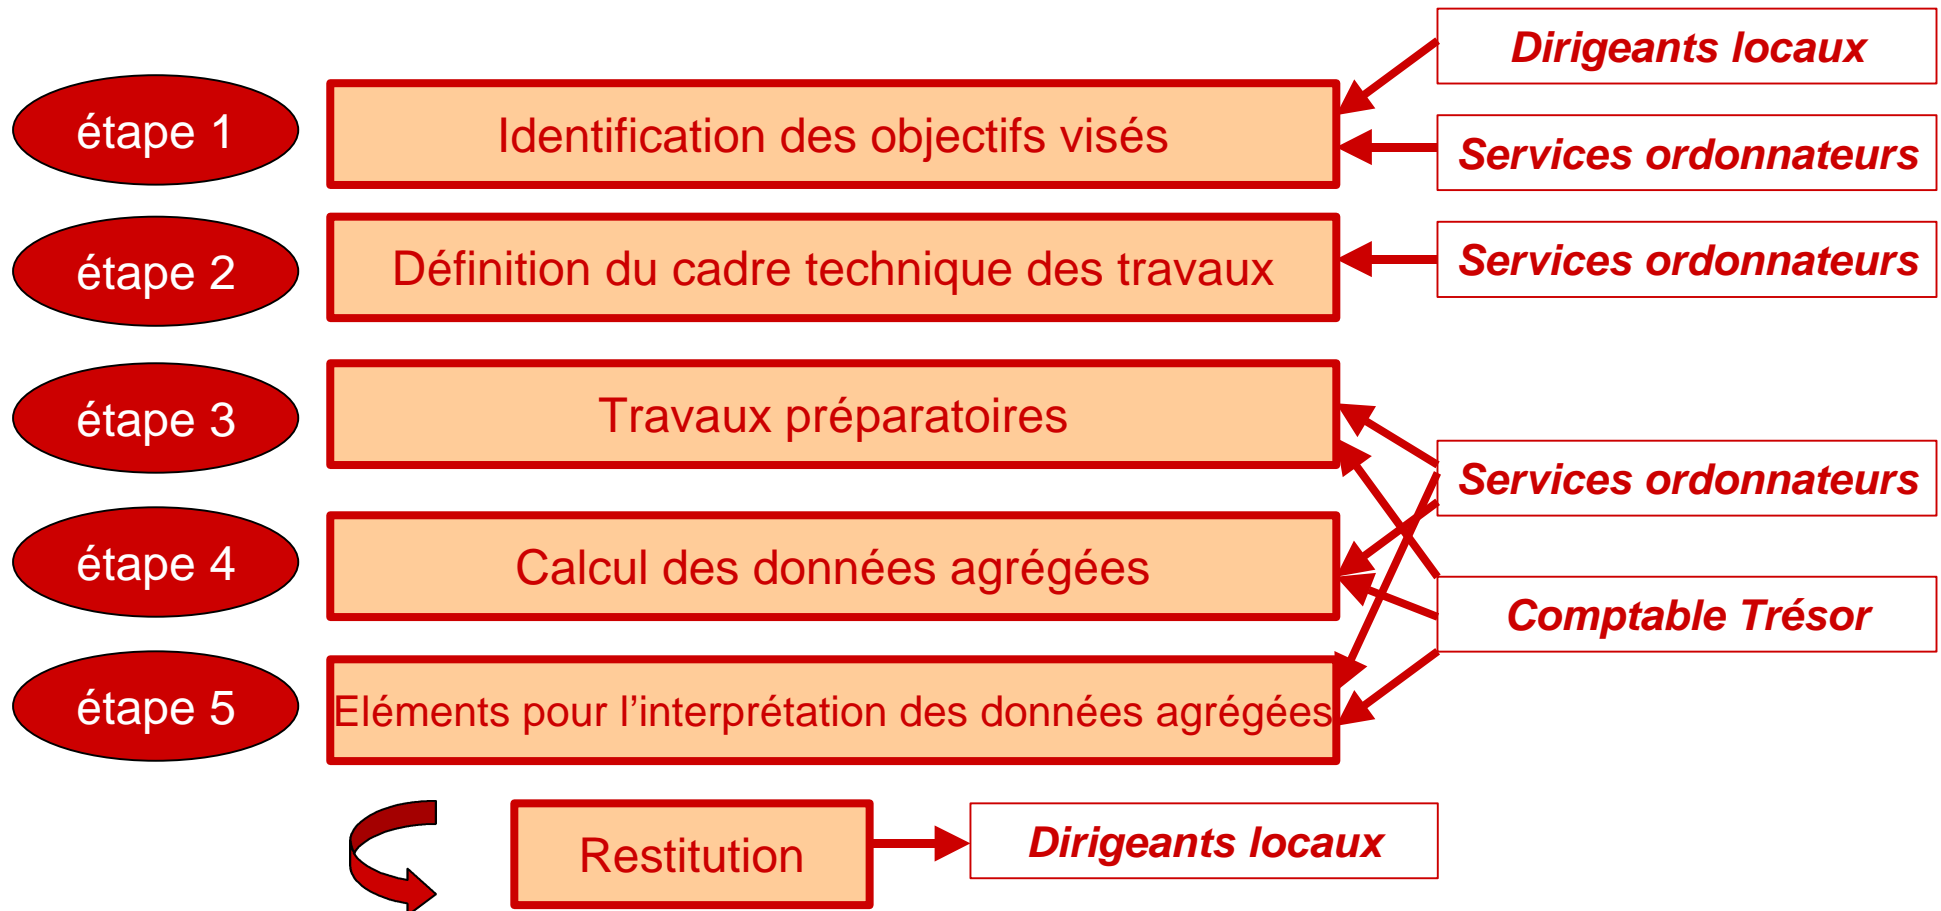 Dirigeants locaux
étape 1
Identification des objectifs visés
Services ordonnateurs
étape 2
Définition du cadre technique des travaux
Services ordonnateurs
étape 3
Travaux préparatoires
Services ordonnateurs
étape 4
Calcul des données agrégées
Comptable Trésor
étape 5
Eléments pour l’interprétation des données agrégées
Restitution
Dirigeants locaux